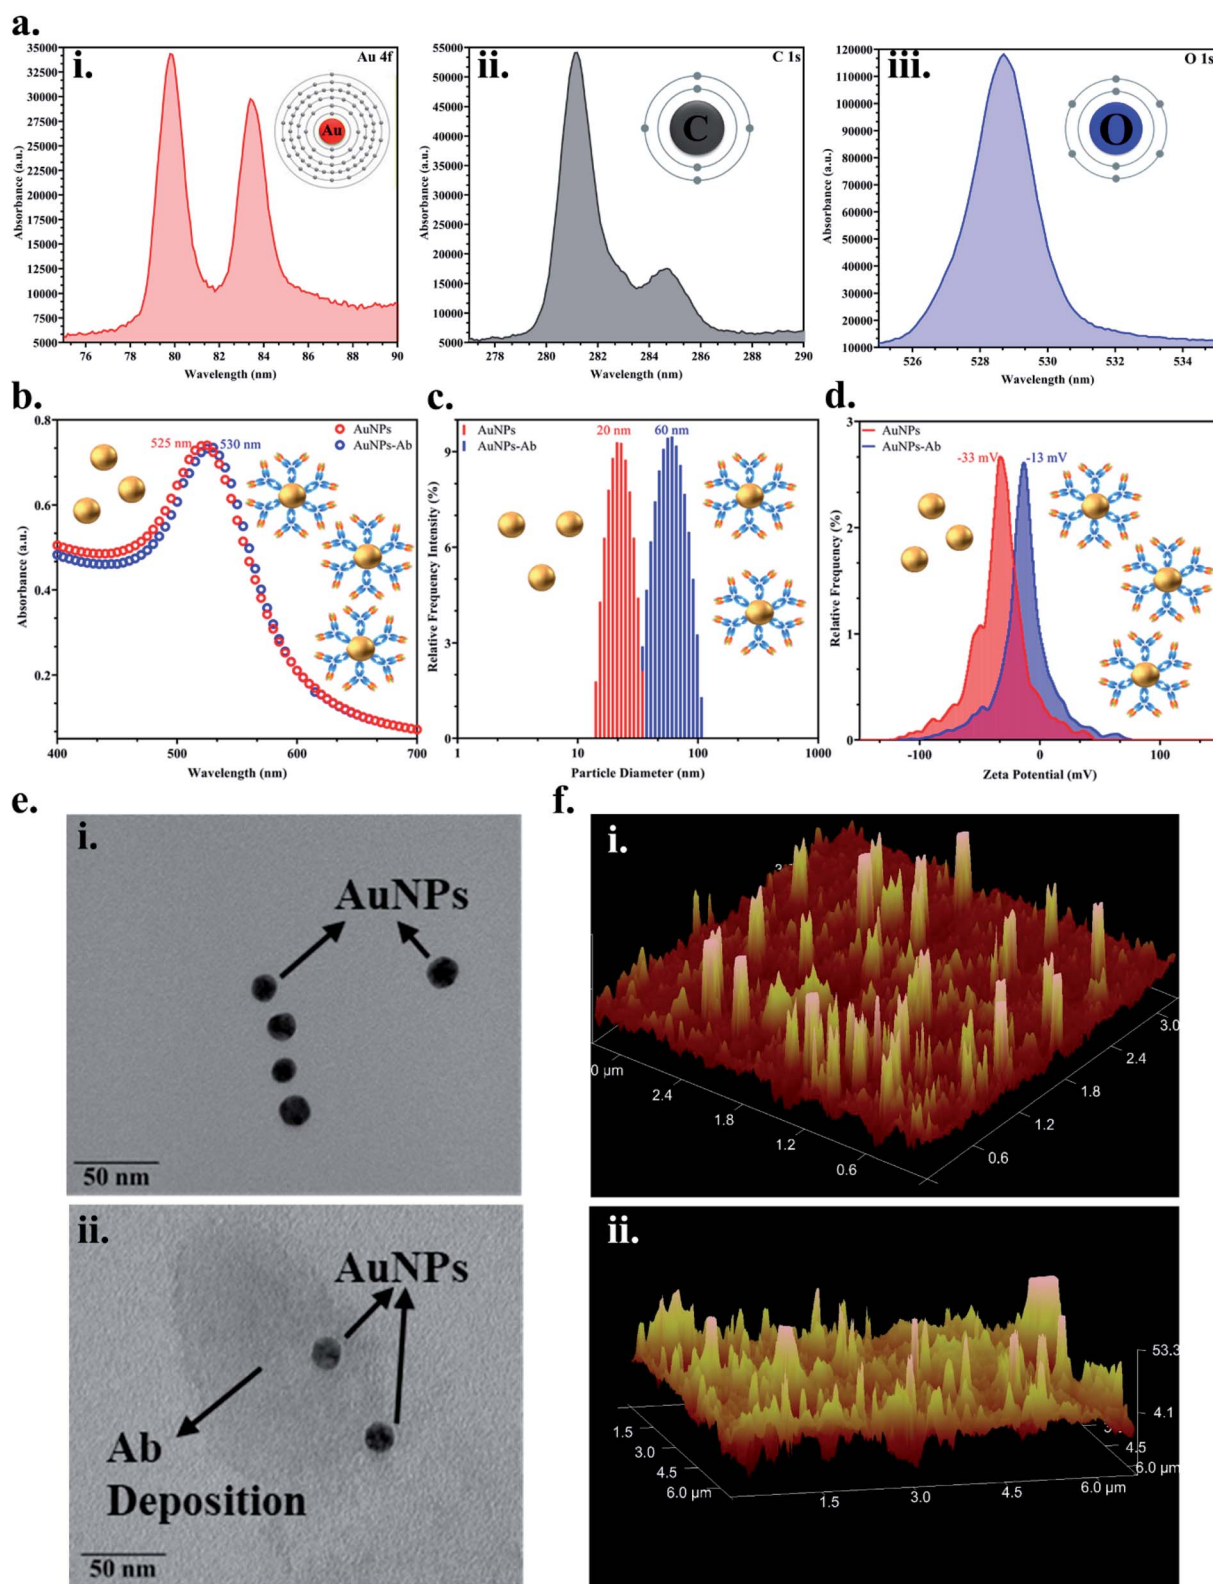 a.
i.
Au 4f
Au
35000
32500
30000
27500
25000
22500
20000
17500
15000
12500
10000
7500
5000
Absorbance (a.u.)
76 80 84 86 90
Wavelength (nm)
ii.
C 1s
C
55000
50000
45000
40000
35000
30000
25000
20000
15000
10000
5000
Absorbance (a.u.)
278 280 282 284 286 288 290
Wavelength (nm)
iii.
O 1s
O
120000
110000
100000
90000
80000
70000
60000
50000
40000
30000
20000
10000
Absorbance (a.u.)
526 528 530 532 534
Wavelength (nm)
b.
0.8
0.6
0.4
0.2
Absorbance (a.u.)
525 nm
530 nm
AuNPs
AuNPs-Ab
400 500 600 700
Wavelength (nm)
c.
AuNPs
AuNPs-Ab
20 nm
60 nm
9
6
3
0
Relative Frequency Intensity (%)
1 10 100 1000
Particle Diameter (nm)
d.
AuNPs
AuNPs-Ab
-33 mV
-13 mV
3
2
1
0
Relative Frequency (%)
-100 0 100
Zeta Potential (mV)
e.
i.
AuNPs
50 nm
ii.
AuNPs
Ab
Deposition
50 nm
f.
i.
3.0
2.4
1.8
1.2
0.6
0 µm
2.4
1.8
1.2
0.6
ii.
53.3
4.1
4.5
6.0 µm
1.5
3.0
4.5
6.0 µm
1.5
3.0
4.5
6.0